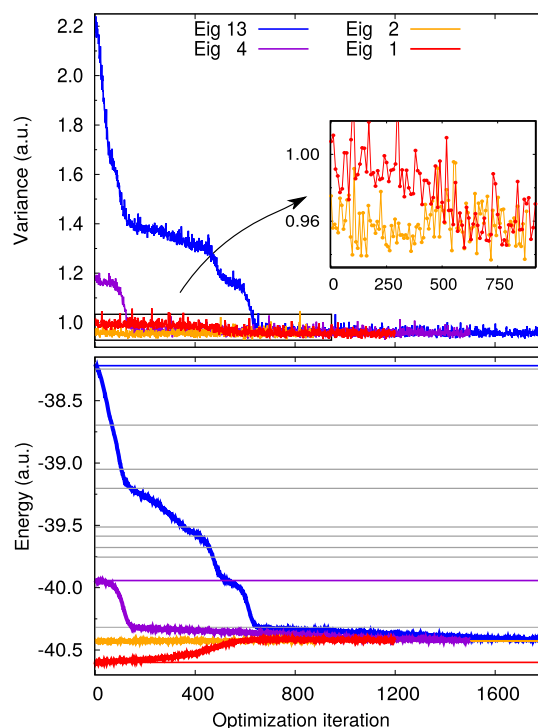 Eig 13 Eig 2
Eig 4 Eig 1
Variance (a.u.)
2.2
2.0
1.8
1.6
1.4
1.2
1.0
1.00
0.96
0 250 500 750
Energy (a.u.)
-38.5
-39.0
-39.5
-40.0
-40.5
0 400 800 1200 1600
Optimization iteration